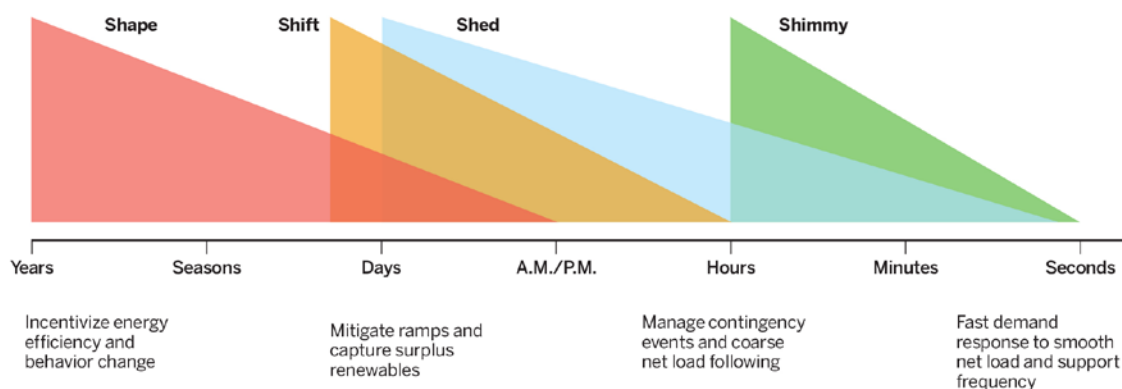 Shape Shift Shed Shimmy
Years Seasons Days A.M./P.M. Hours Minutes Seconds
Incentivize energy
efficiency and
behavior change
Mitigate ramps and
capture surplus
renewables
Manage contingency
events and coarse
net load following
Fast demand
response to smooth
net load and support
frequency